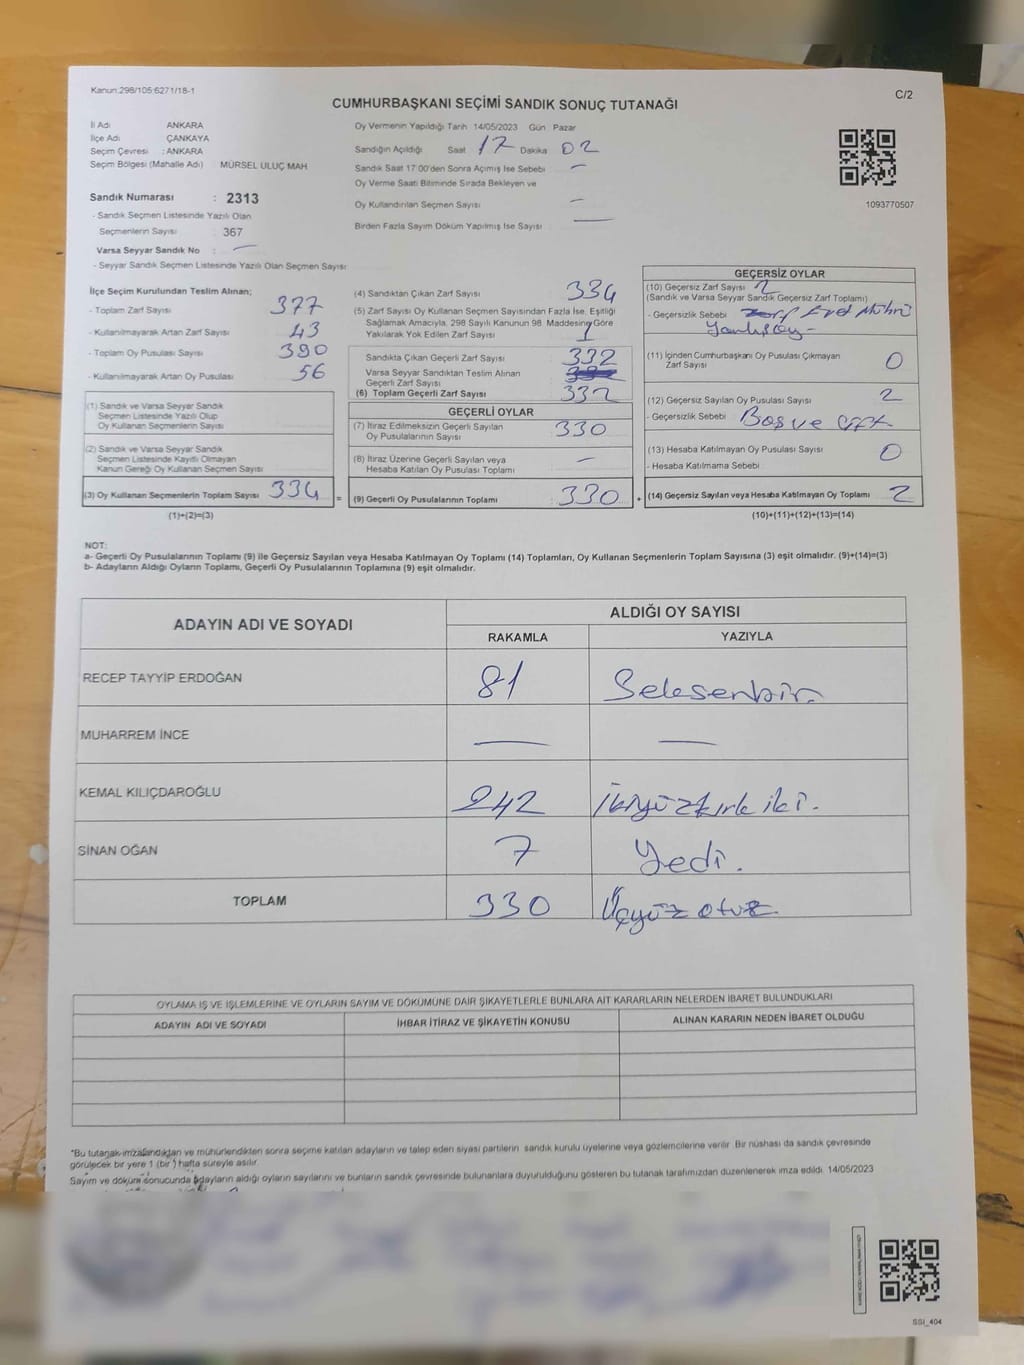 Kanun:298/105:6271/18-1
C/2
CUMHURBAŞKANI SEÇİMİ SANDIK SONUÇ TUTANAĞI
İl Adı ANKARA
İlçe Adı ÇANKAYA
Seçim Çevresi : ANKARA
Seçim Bölgesi (Mahalle Adı) MÜRSEL ULUÇ MAH
Sandık Numarası : 2313
- Sandık Seçmen Listesinde Yazılı Olan
Seçmenlerin Sayısı : 367
Varsa Seyyar Sandık No : —
- Seyyar Sandık Seçmen Listesinde Yazılı Olan Seçmen Sayısı
Oy Vermenin Yapıldığı Tarih 14/05/2023 Gün Pazar
Sandığın Açıldığı Saat 17 Dakika 02
Sandık Saat 17:00'den Sonra Açımış İse Sebebi —
Oy Verme Saati Bitiminde Sırada Bekleyen ve
Oy Kullandırılan Seçmen Sayısı —
Birden Fazla Sayım Döküm Yapılmış İse Sayısı —
1093770507
İlçe Seçim Kurulundan Teslim Alınan;
- Toplam Zarf Sayısı 377
- Kullanılmayarak Artan Zarf Sayısı 43
- Toplam Oy Pusulası Sayısı 390
- Kullanılmayarak Artan Oy Pusulası 56
(1) Sandık ve Varsa Seyyar Sandık
Seçmen Listesinde Yazılı Olup
Oy Kullanan Seçmenlerin Sayısı
(2) Sandık ve Varsa Seyyar Sandık
Seçmen Listesinde Kayıtlı Olmayan
Kanun Gereği Oy Kullanan Seçmen Sayısı
(3) Oy Kullanan Seçmenlerin Toplam Sayısı 334 =
(1)+(2)=(3)
(4) Sandıktan Çıkan Zarf Sayısı 334
(5) Zarf Sayısı Oy Kullanan Seçmen Sayısından Fazla İse, Eşitliği
Sağlamak Amacıyla, 298 Sayılı Kanunun 98. Maddesine Göre
Yakılarak Yok Edilen Zarf Sayısı 1
Sandıkta Çıkan Geçerli Zarf Sayısı 332
Varsa Seyyar Sandıktan Teslim Alınan
Geçerli Zarf Sayısı
(6) Toplam Geçerli Zarf Sayısı 332
GEÇERLİ OYLAR
(7) İtiraz Edilmeksizin Geçerli Sayılan
Oy Pusulalarının Sayısı : 330
(8) İtiraz Üzerine Geçerli Sayılan veya
Hesaba Katılan Oy Pusulası Toplamı : —
(9) Geçerli Oy Pusulalarının Toplamı : 330 +
GEÇERSİZ OYLAR
(10) Geçersiz Zarf Sayısı 2
(Sandık ve Varsa Seyyar Sandık Geçersiz Zarf Toplamı)
- Geçersizlik Sebebi Mührü
(11) İçinden Cumhurbaşkanı Oy Pusulası Çıkmayan
Zarf Sayısı 0
(12) Geçersiz Sayılan Oy Pusulası Sayısı 2
- Geçersizlik Sebebi Boş ve çift
(13) Hesaba Katılmayan Oy Pusulası Sayısı 0
- Hesaba Katılmama Sebebi
(14) Geçersiz Sayılan veya Hesaba Katılmayan Oy Toplamı 2
(10)+(11)+(12)+(13)=(14)
NOT:
a- Geçerli Oy Pusulalarının Toplamı (9) ile Geçersiz Sayılan veya Hesaba Katılmayan Oy Toplamı (14) Toplamları, Oy Kullanan Seçmenlerin Toplam Sayısına (3) eşit olmalıdır. (9)+(14)=(3)
b- Adayların Aldığı Oyların Toplamı, Geçerli Oy Pusulalarının Toplamına (9) eşit olmalıdır.
ADAYIN ADI VE SOYADI ALDIĞI OY SAYISI
RAKAMLA YAZIYLA
RECEP TAYYİP ERDOĞAN 81 Seksenbir
MUHARREM İNCE — —
KEMAL KILIÇDAROĞLU 242 İkiyüzkırk iki.
SİNAN OĞAN 7 Yedi.
TOPLAM 330 Üçyüz otuz
OYLAMA İŞ VE İŞLEMLERİNE VE OYLARIN SAYIM VE DÖKÜMÜNE DAİR ŞİKAYETLERLE BUNLARA AİT KARARLARIN NELERDEN İBARET BULUNDUKLARI
ADAYIN ADI VE SOYADI İHBAR İTİRAZ VE ŞİKAYETİN KONUSU ALINAN KARARIN NEDEN İBARET OLDUĞU
*Bu tutanak imzalandıktan ve mühürlendikten sonra seçime katılan adayların ve talep eden siyasi partilerin sandık kurulu üyelerine veya gözlemcilerine verilir. Bir nüshası da sandık çevresinde
görülecek bir yere 1 (bir) hafta süreyle asılır.
Sayım ve döküm sonucunda adayların aldığı oyların sayılarını ve bunların sandık çevresinde bulunanlara duyurulduğunu gösteren bu tutanak tarafımızdan düzenlenerek imza edildi. 14/05/2023
SSI_404